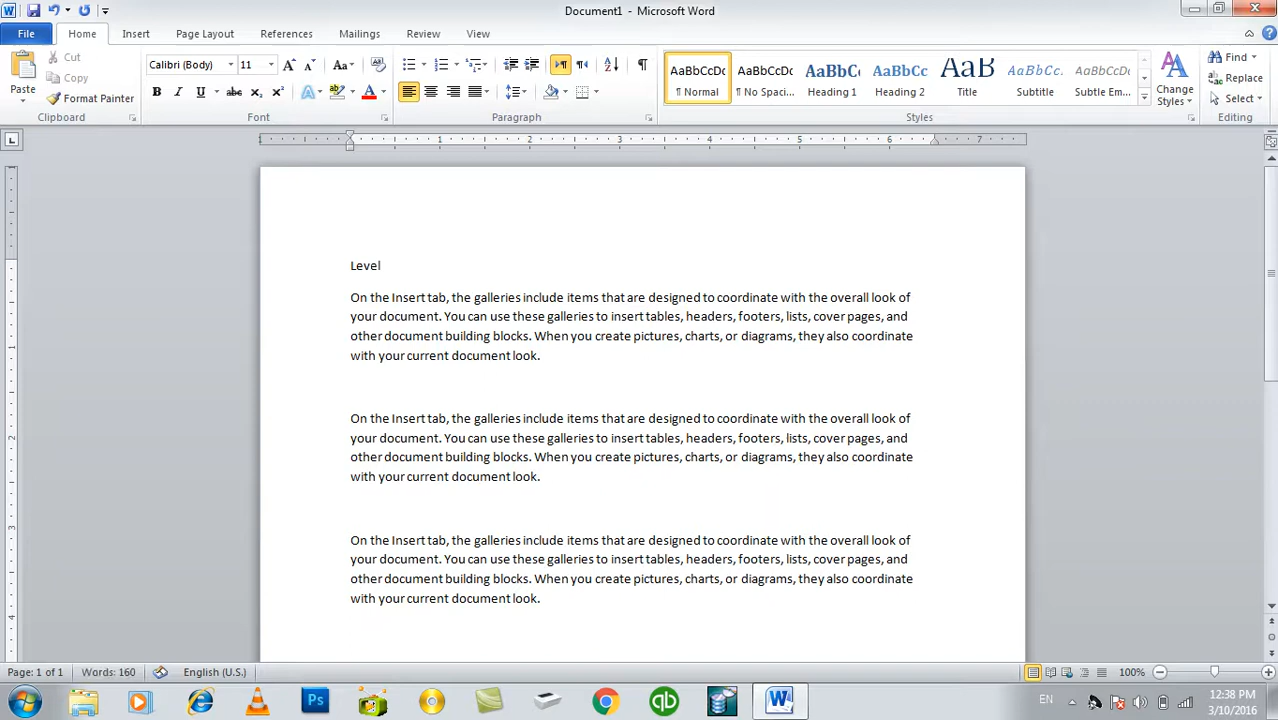 Document1 - Microsoft Word
File Home Insert Page Layout References Mailings Review View
Cut
Copy
Format Painter
Paste
Clipboard
Calibri (Body) 11
Font
Paragraph
AaBbCcDc AaBbCcDc AaBbC AaBbCc AaB AaBbCc. AaBbCcDc
¶ Normal ¶ No Spaci... Heading 1 Heading 2 Title Subtitle Subtle Em...
Change Styles
Styles
Find
Replace
Select
Editing
1 1 2 3 4 5 6 7
Level
On the Insert tab, the galleries include items that are designed to coordinate with the overall look of
your document. You can use these galleries to insert tables, headers, footers, lists, cover pages, and
other document building blocks. When you create pictures, charts, or diagrams, they also coordinate
with your current document look.
On the Insert tab, the galleries include items that are designed to coordinate with the overall look of
your document. You can use these galleries to insert tables, headers, footers, lists, cover pages, and
other document building blocks. When you create pictures, charts, or diagrams, they also coordinate
with your current document look.
On the Insert tab, the galleries include items that are designed to coordinate with the overall look of
your document. You can use these galleries to insert tables, headers, footers, lists, cover pages, and
other document building blocks. When you create pictures, charts, or diagrams, they also coordinate
with your current document look.
Page: 1 of 1 Words: 160 English (U.S.) 100%
EN 12:38 PM
3/10/2016